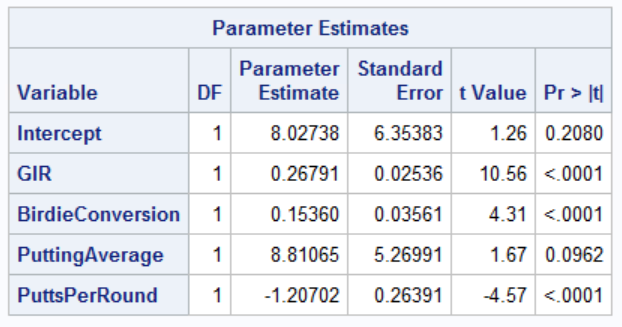 Parameter Estimates
Variable DF Parameter Estimate Standard Error t Value Pr > |t|
Intercept 1 8.02738 6.35383 1.26 0.2080
GIR 1 0.26791 0.02536 10.56 <.0001
BirdieConversion 1 0.15360 0.03561 4.31 <.0001
PuttingAverage 1 8.81065 5.26991 1.67 0.0962
PuttsPerRound 1 -1.20702 0.26391 -4.57 <.0001